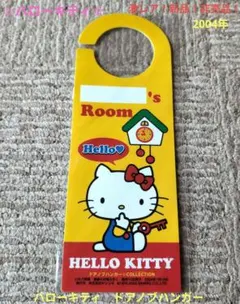 ハローキティ
激レア！新品・非売品！
2004年
's
Room
Hello♥
HELLO KITTY
ドアノブハンガーCOLLECTION
ハローキティ ドアノブハンガー